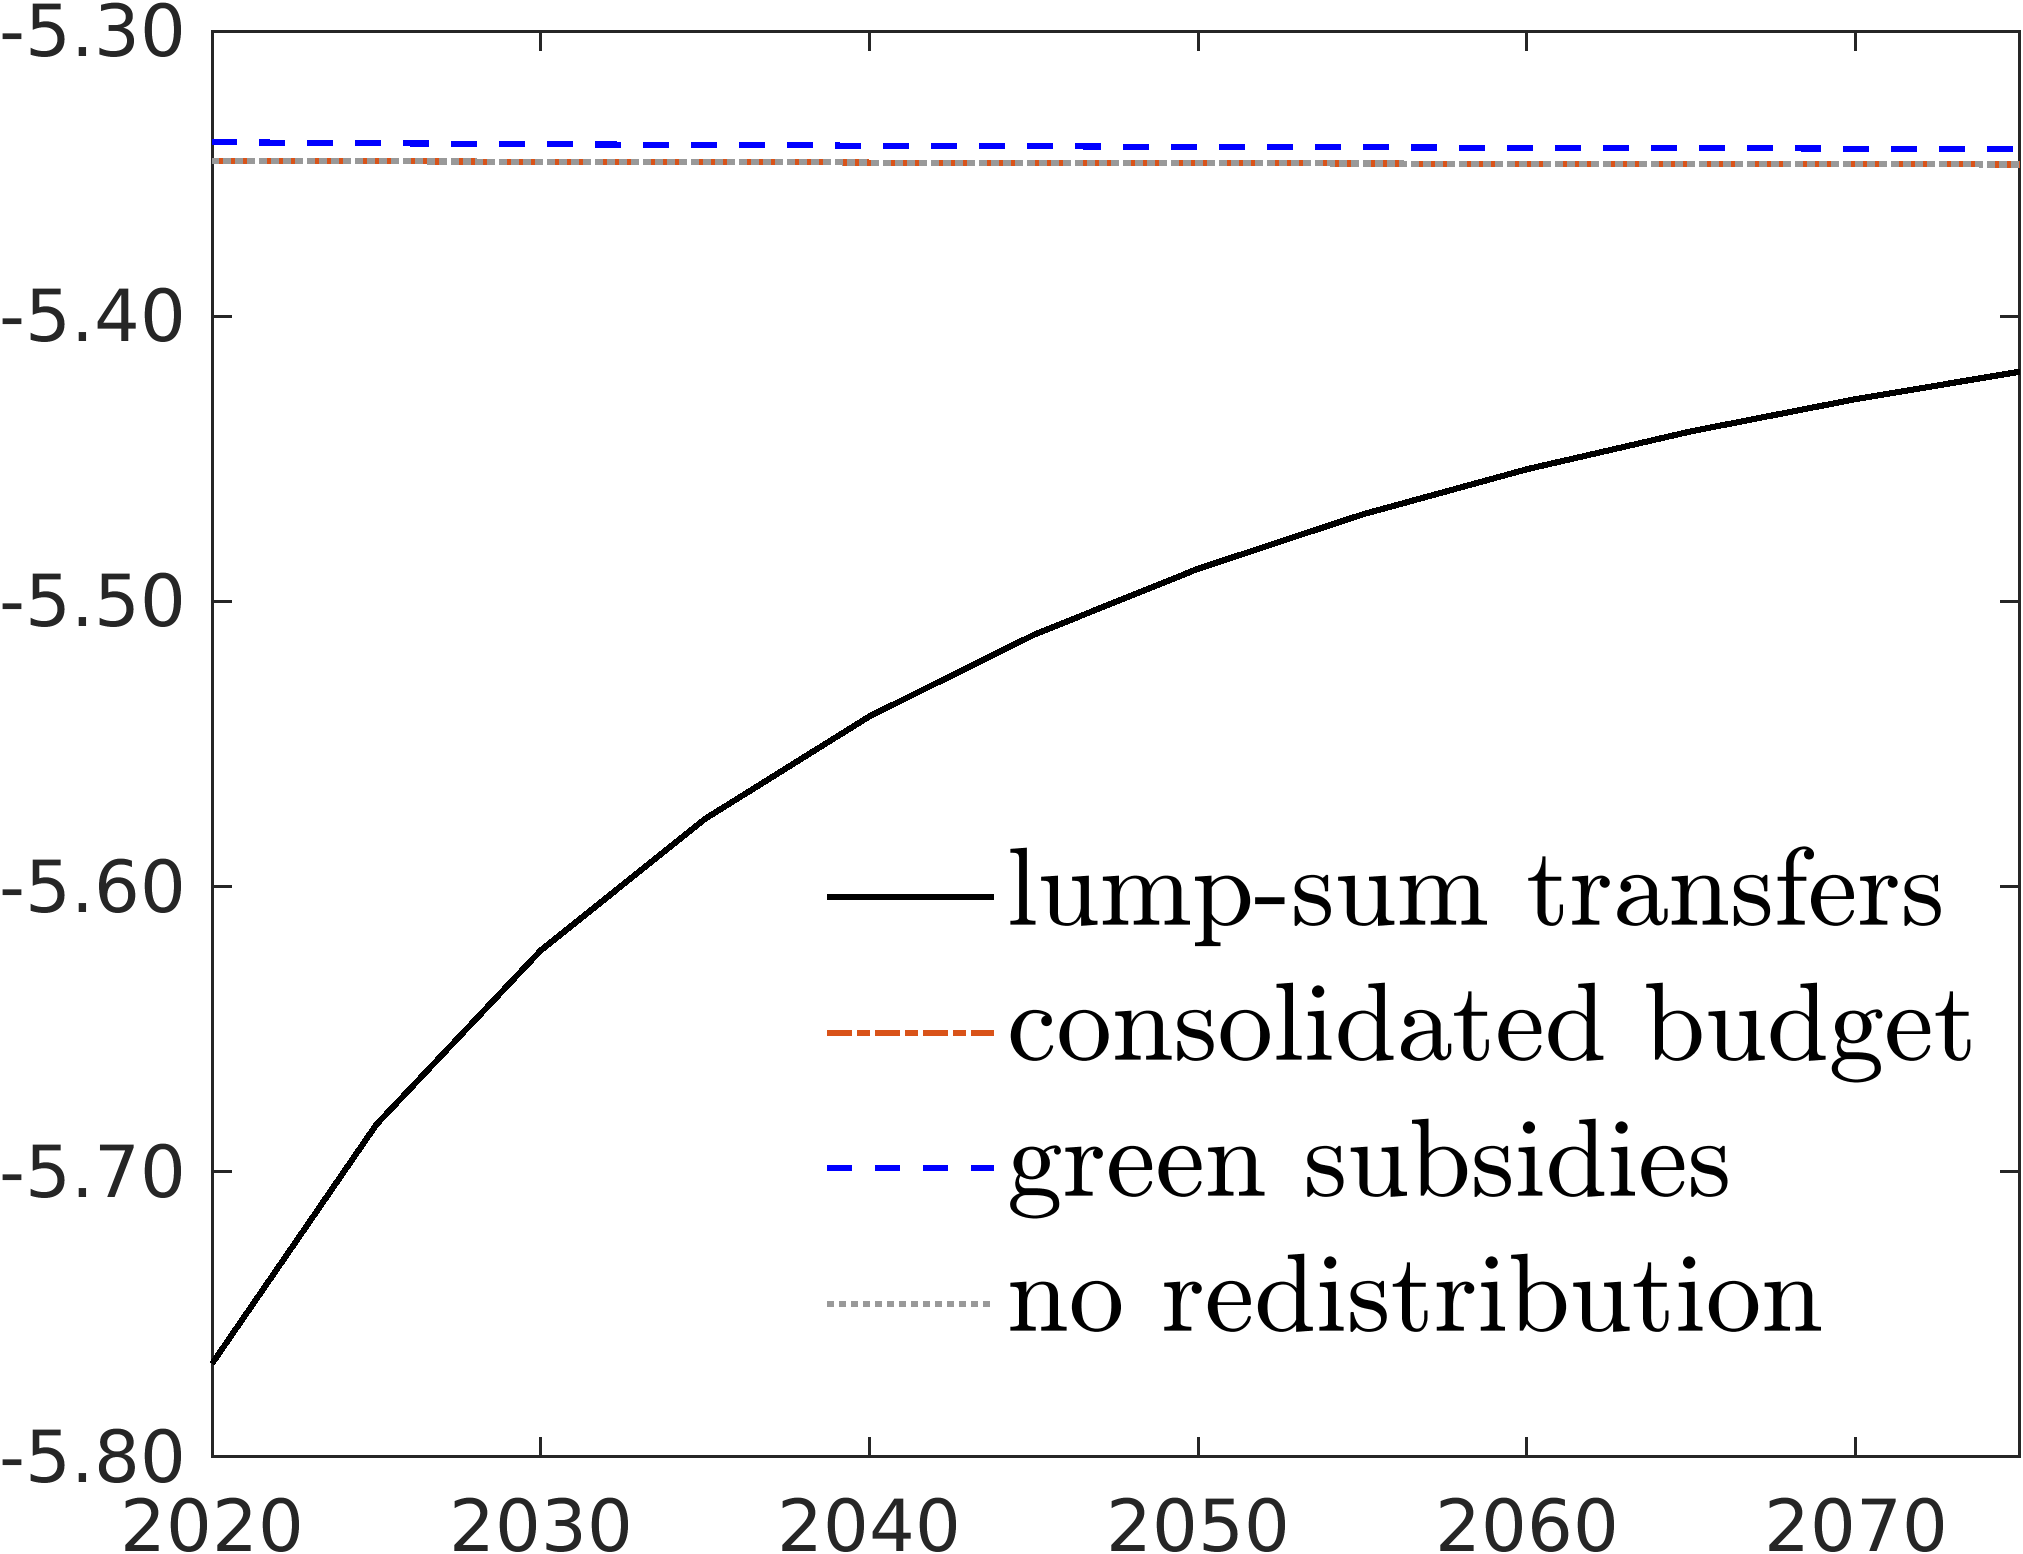 -5.30
-5.40
-5.50
-5.60
-5.70
-5.80
lump-sum transfers
consolidated budget
green subsidies
no redistribution
2020 2030 2040 2050 2060 2070